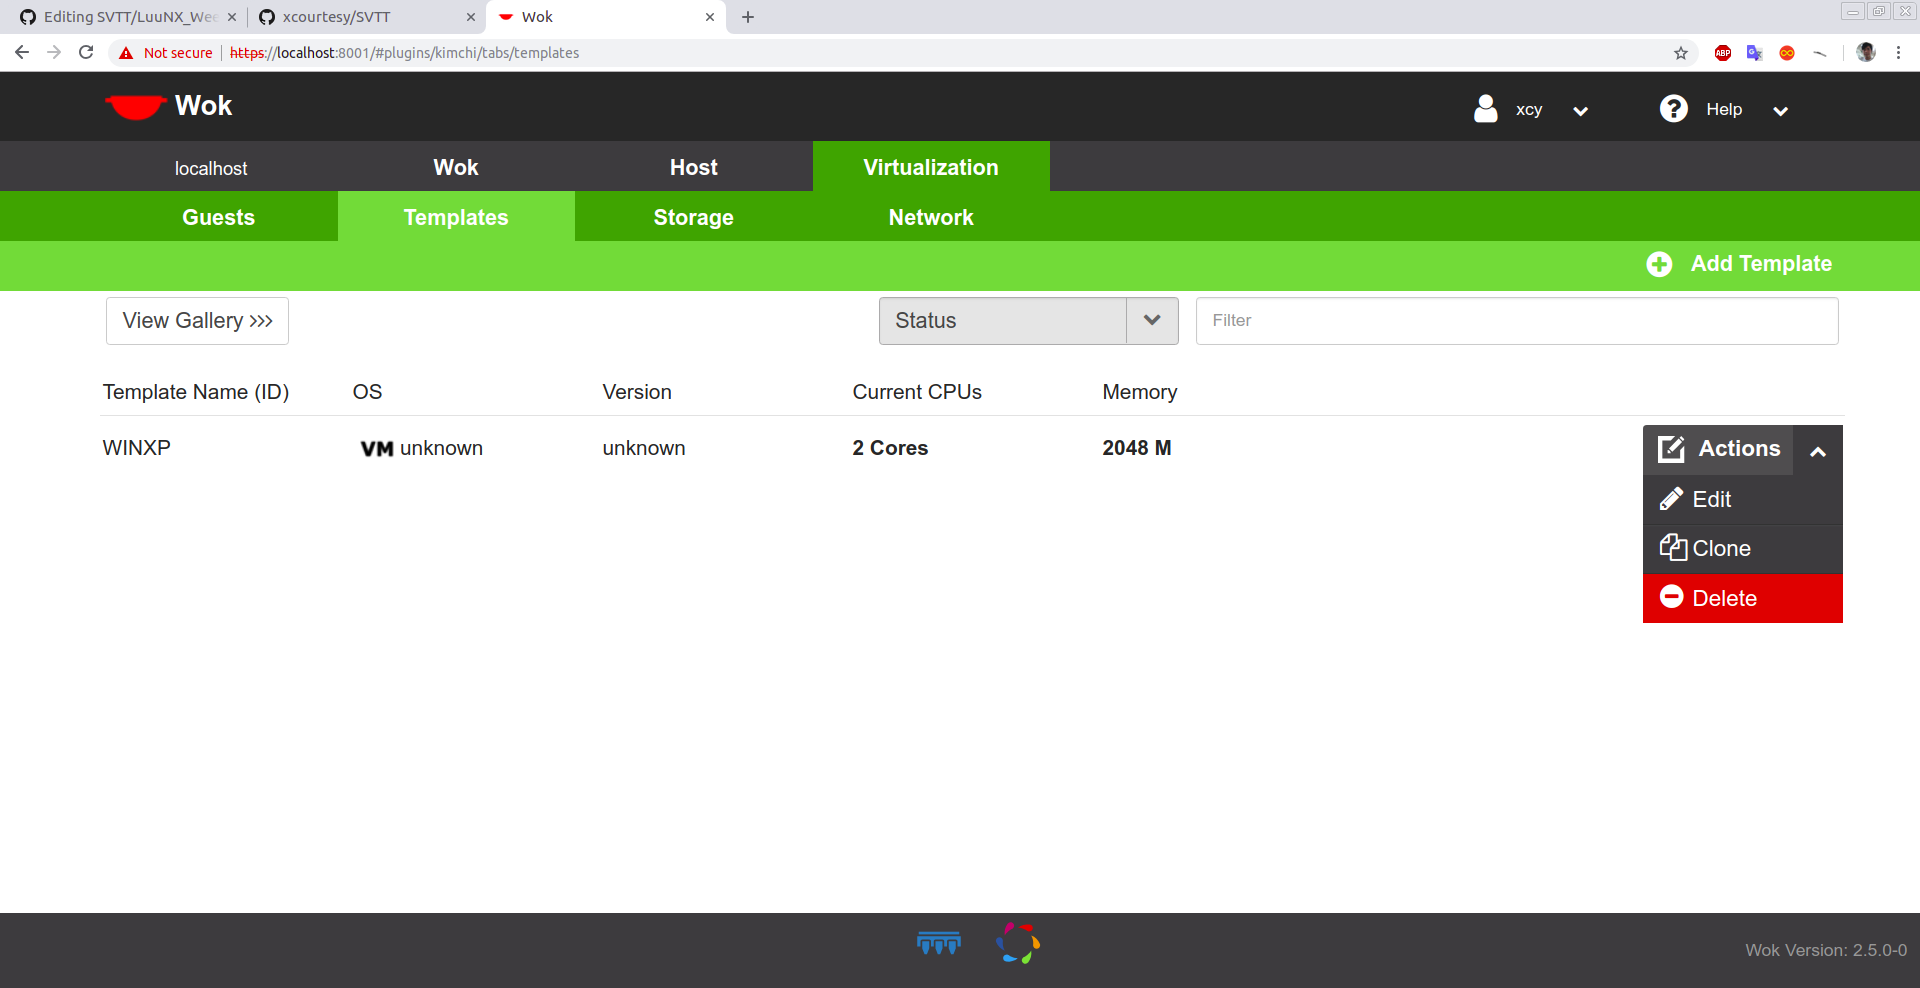 Editing SVTT/LuuNX_Wee
xcourtesy/SVTT
Wok
Not secure
https://localhost:8001/#plugins/kimchi/tabs/templates
ABP
Wok
xcy
Help
localhost
Wok
Host
Virtualization
Guests
Templates
Storage
Network
Add Template
View Gallery >>>
Status
Filter
Template Name (ID)
OS
Version
Current CPUs
Memory
WINXP
VM unknown
unknown
2 Cores
2048 M
Actions
Edit
Clone
Delete
Wok Version: 2.5.0-0